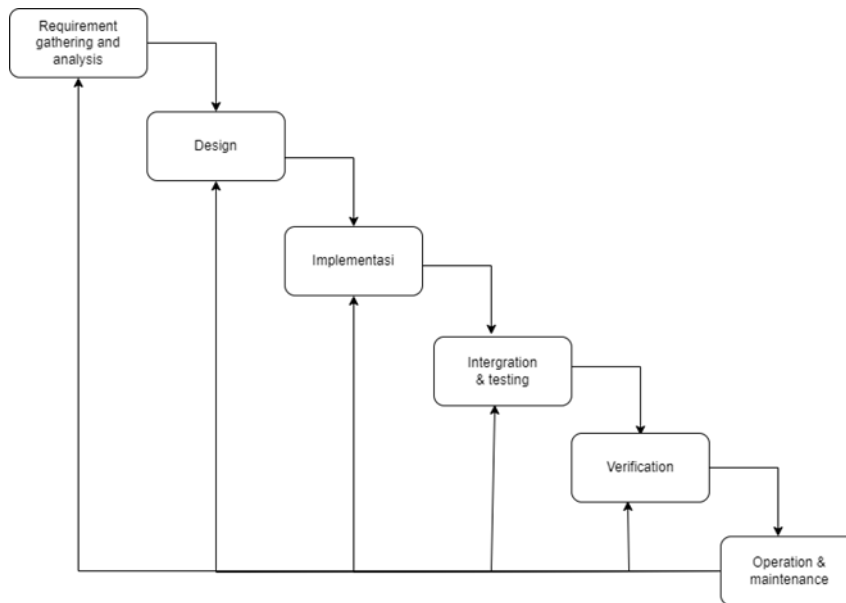 Requirement
gathering and
analysis
Design
Implementasi
Intergration
& testing
Verification
Operation &
maintenance